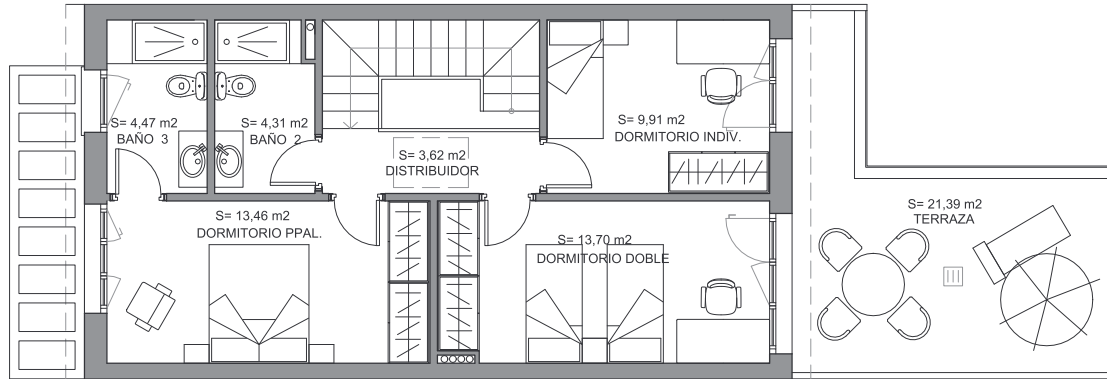 S= 4,47 m2
BAÑO 3
S= 4,31 m2
BAÑO 2
S= 3,62 m2
DISTRIBUIDOR
S= 9,91 m2
DORMITORIO INDÍV.
S= 13,46 m2
DORMITORIO PPAL.
S= 13,70 m2
DORMITORIO DOBLE
S= 21,39 m2
TERRAZA